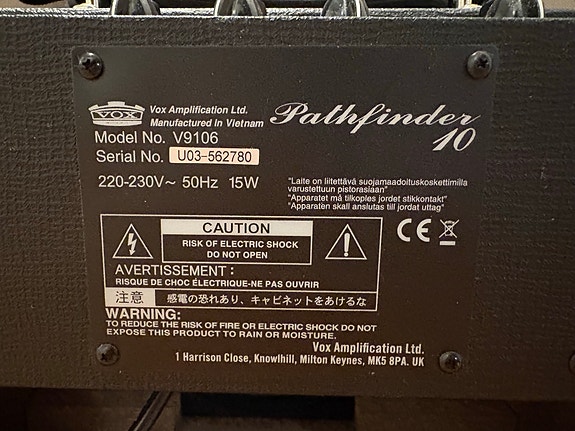 VOX
Vox Amplification Ltd.
Manufactured In Vietnam
Pathfinder
10
Model No. V9106
Serial No. U03-562780
220-230V~ 50Hz 15W
"Laite on liitettävä suojamaadoituskoskettimilla
varustettuun pistorasiaan"
"Apparatet må tilkoples jordet stikkontakt"
"Apparaten skall anslutas till jordat uttag"
CE
CAUTION
RISK OF ELECTRIC SHOCK
DO NOT OPEN
AVERTISSEMENT :
RISQUE DE CHOC ÉLECTRIQUE-NE PAS OUVRIR
注意 感電の恐れあり、キャビネットをあけるな
WARNING:
TO REDUCE THE RISK OF FIRE OR ELECTRIC SHOCK DO NOT
EXPOSE THIS PRODUCT TO RAIN OR MOISTURE.
Vox Amplification Ltd.
1 Harrison Close, Knowlhill, Milton Keynes, MK5 8PA. UK